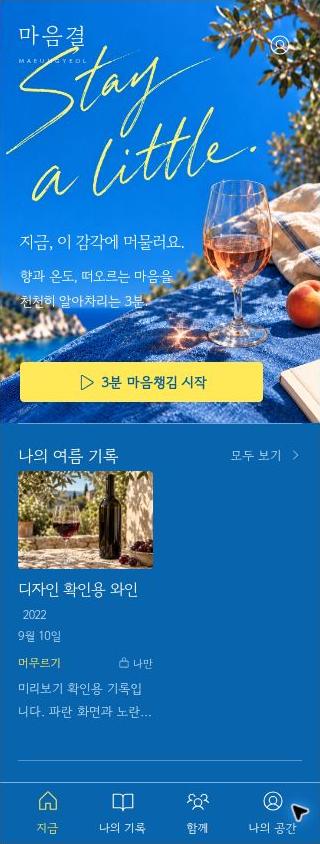 마음결
MAEUMGYEOL
Stay
a little.
지금, 이 감각에 머물러요.
향과 온도, 떠오르는 마음을
천천히 알아차리는 3분.
3분 마음챙김 시작
나의 여름 기록
모두 보기
디자인 확인용 와인
2022
9월 10일
머무르기
나만
미리보기 확인용 기록입
니다. 파란 화면과 노란...
지금
나의 기록
함께
나의 공간